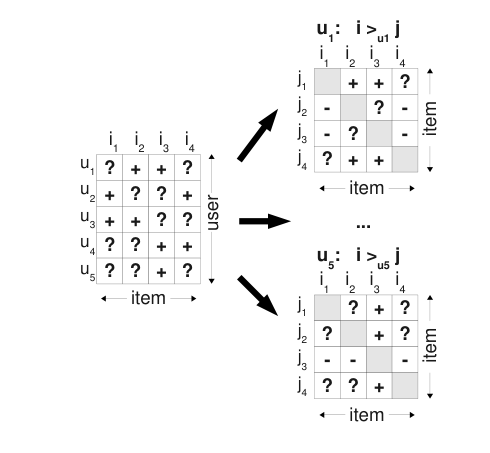 i1 i2 i3 i4
u1 ? + + ?
u2 + ? ? +
u3 + + ? ?
u4 ? ? + +
u5 ? ? + ?
user
item
u1: i >u1 j
i1 i2 i3 i4
j1 + + ?
j2 - ? -
j3 - ? -
j4 ? + +
item
item
...
u5: i >u5 j
i1 i2 i3 i4
j1 ? + ?
j2 ? + ?
j3 - - -
j4 ? ? +
item
item